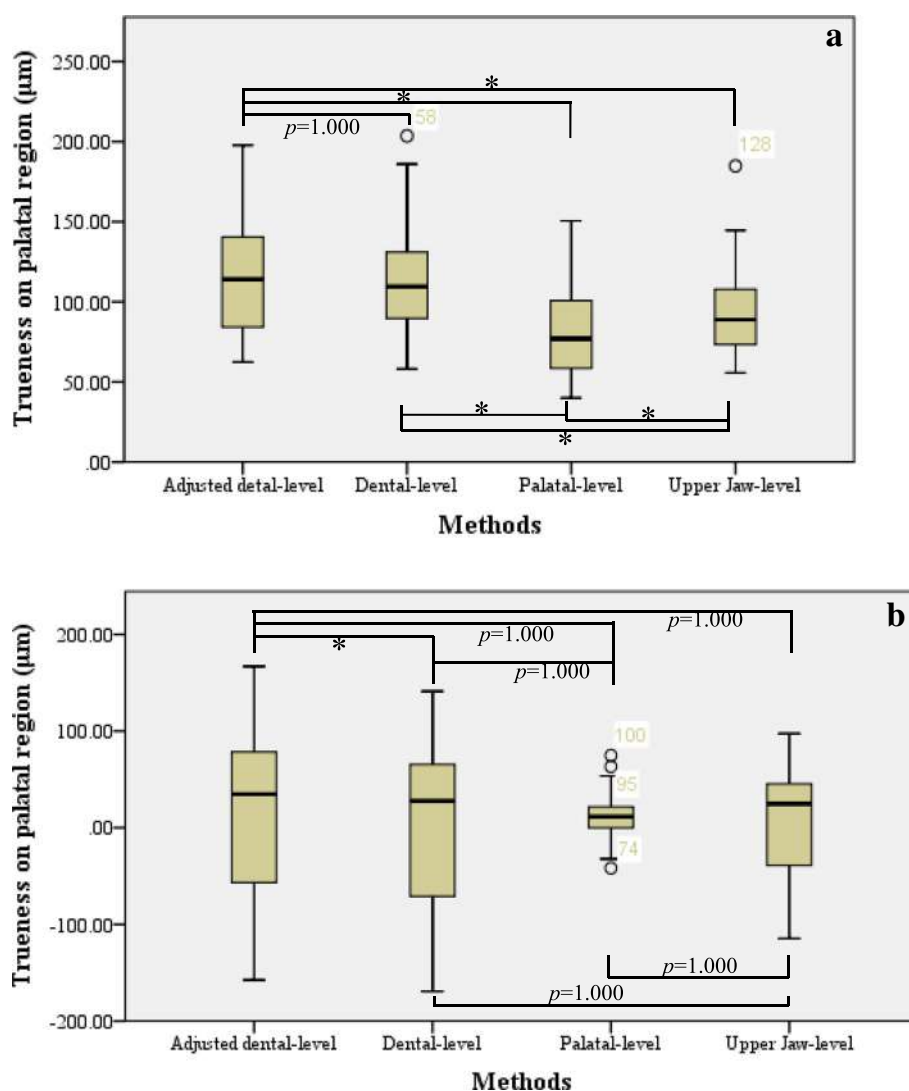 a
250.00
200.00
150.00
100.00
50.00
.00
Trueness on palatal region (µm)
*
*
p=1.000
58
128
*
*
*
Adjusted detal-level Dental-level Palatal-level Upper Jaw-level
Methods
b
200.00
100.00
.00
-100.00
-200.00
Trueness on palatal region (µm)
p=1.000
*
p=1.000
p=1.000
100
95
74
p=1.000
p=1.000
Adjusted dental-level Dental-level Palatal-level Upper Jaw-level
Methods